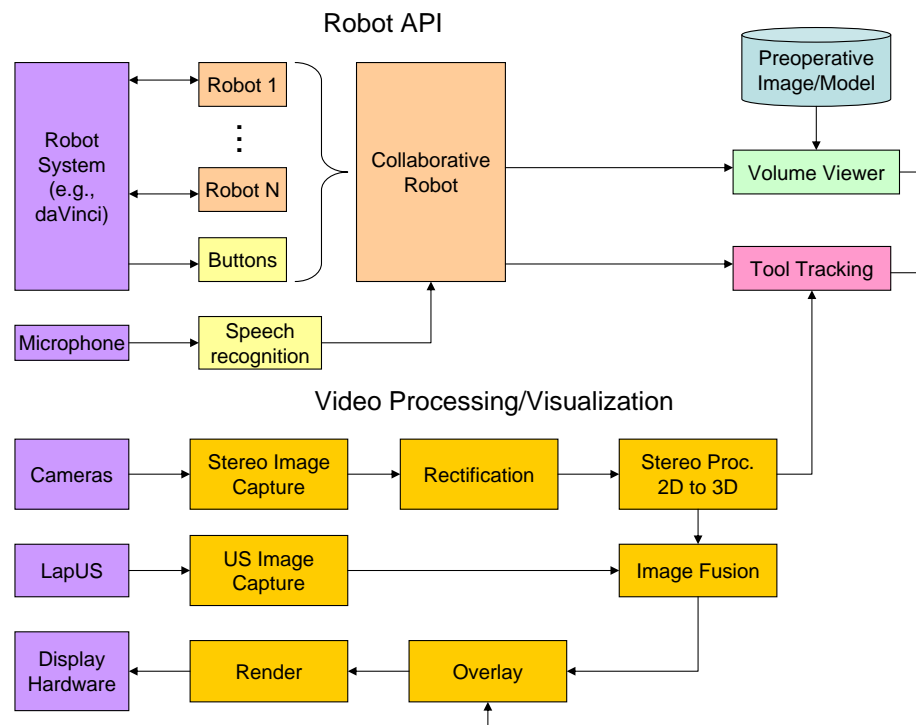 Robot API
Robot
System
(e.g.,
daVinci)
Robot 1
Robot N
Buttons
Collaborative
Robot
Preoperative
Image/Model
Volume Viewer
Tool Tracking
Microphone
Speech
recognition
Video Processing/Visualization
Cameras
Stereo Image
Capture
Rectification
Stereo Proc.
2D to 3D
LapUS
US Image
Capture
Image Fusion
Display
Hardware
Render
Overlay